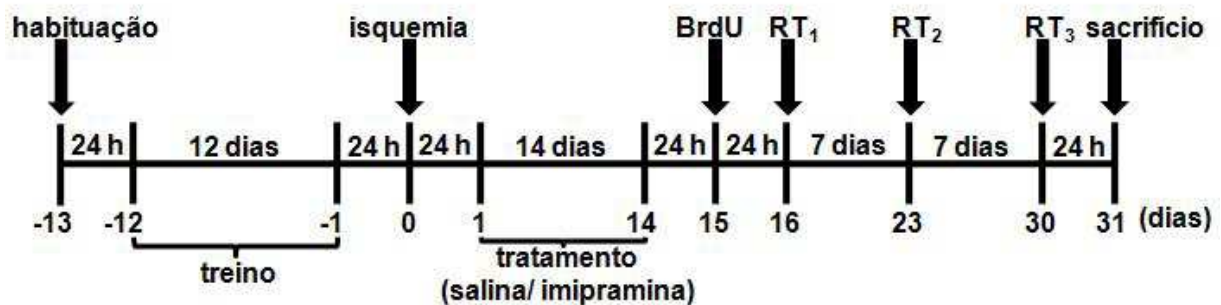 habituação isquemia BrdU RT₁ RT₂ RT₃ sacrifício
24 h 12 dias 24 h 24 h 14 dias 24 h 24 h 7 dias 7 dias 24 h
-13 -12 -1 0 1 14 15 16 23 30 31 (dias)
treino tratamento
(salina/ imipramina)